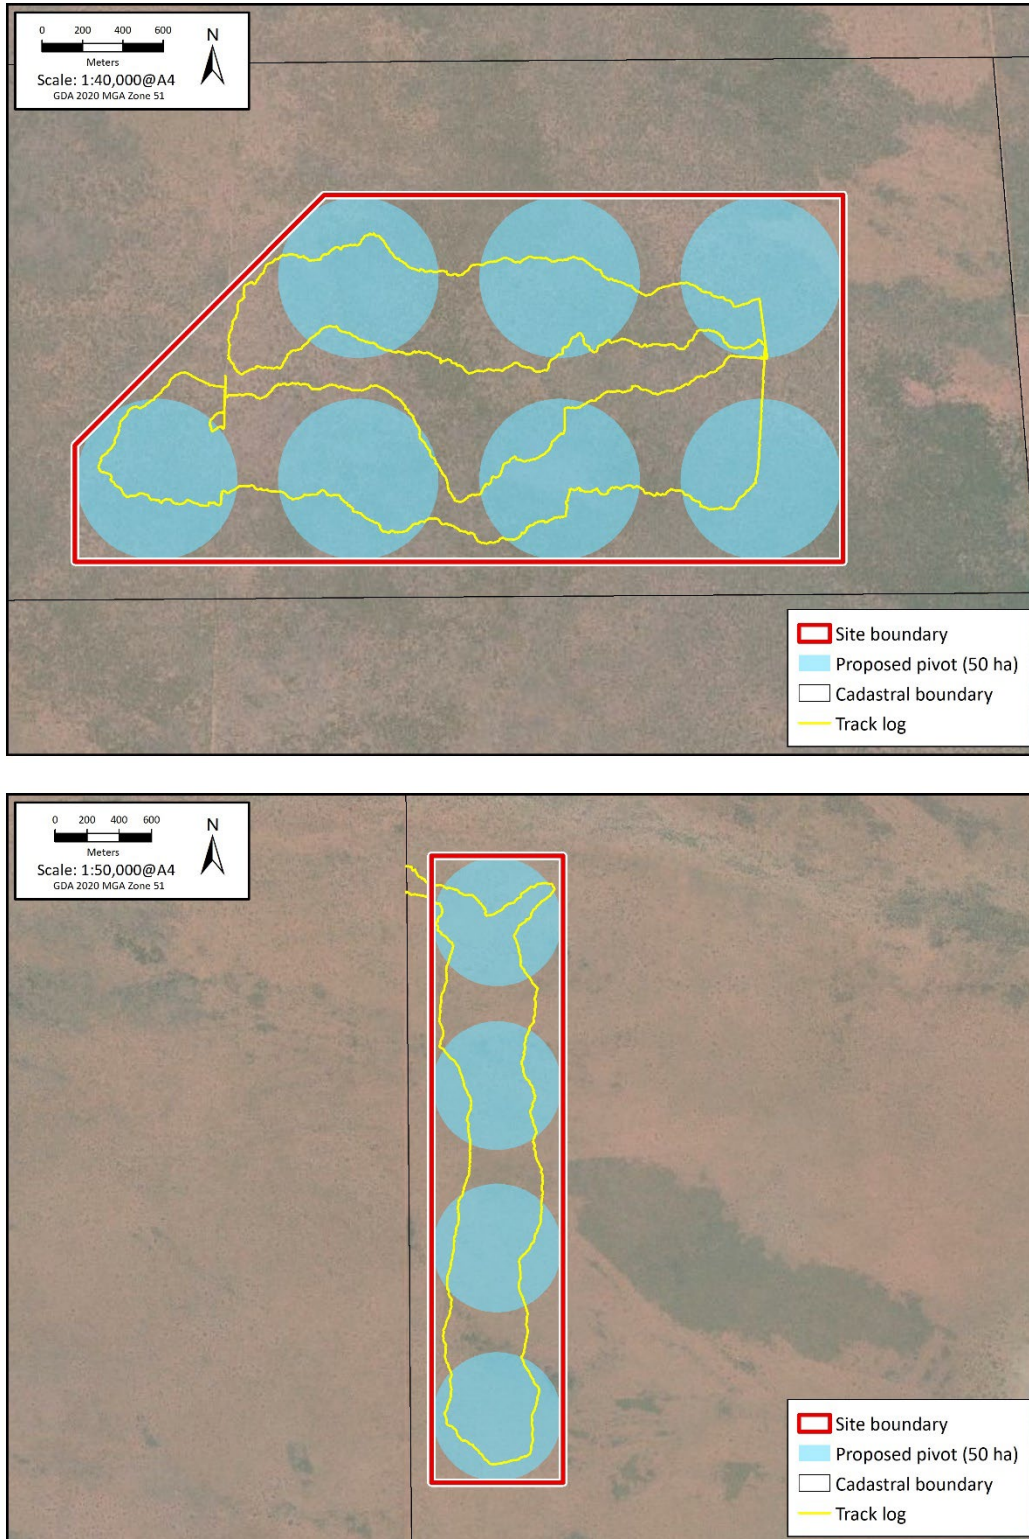 0 200 400 600
Meters
Scale: 1:40,000@A4
GDA 2020 MGA Zone 51
N
Site boundary
Proposed pivot (50 ha)
Cadastral boundary
Track log
0 200 400 600
Meters
Scale: 1:50,000@A4
GDA 2020 MGA Zone 51
N
Site boundary
Proposed pivot (50 ha)
Cadastral boundary
Track log